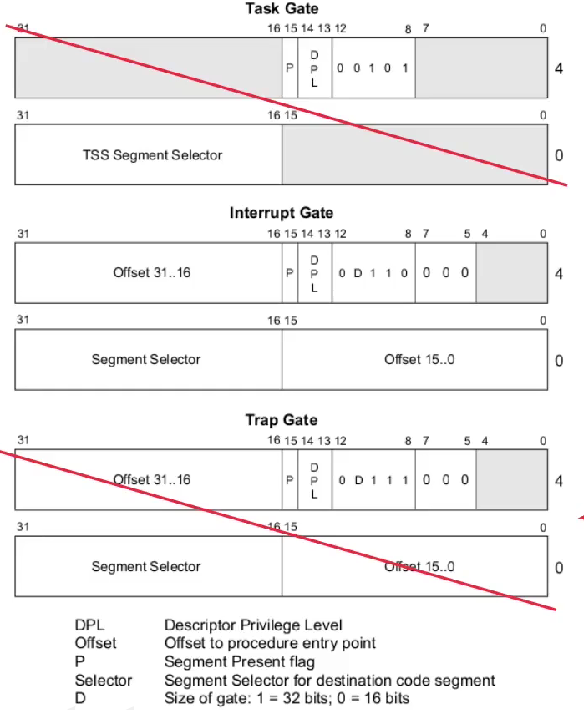 Task Gate
31 16 15 14 13 12 8 7 0
P D P L 0 0 1 0 1 4
31 16 15 0
TSS Segment Selector 0
Interrupt Gate
31 16 15 14 13 12 8 7 5 4 0
Offset 31..16 P D P L 0 D 1 1 0 0 0 0 4
31 16 15 0
Segment Selector Offset 15..0 0
Trap Gate
31 16 15 14 13 12 8 7 5 4 0
Offset 31..16 P D P L 0 D 1 1 1 0 0 0 4
31 16 15 0
Segment Selector Offset 15..0 0
DPL Descriptor Privilege Level
Offset Offset to procedure entry point
P Segment Present flag
Selector Segment Selector for destination code segment
D Size of gate: 1 = 32 bits; 0 = 16 bits